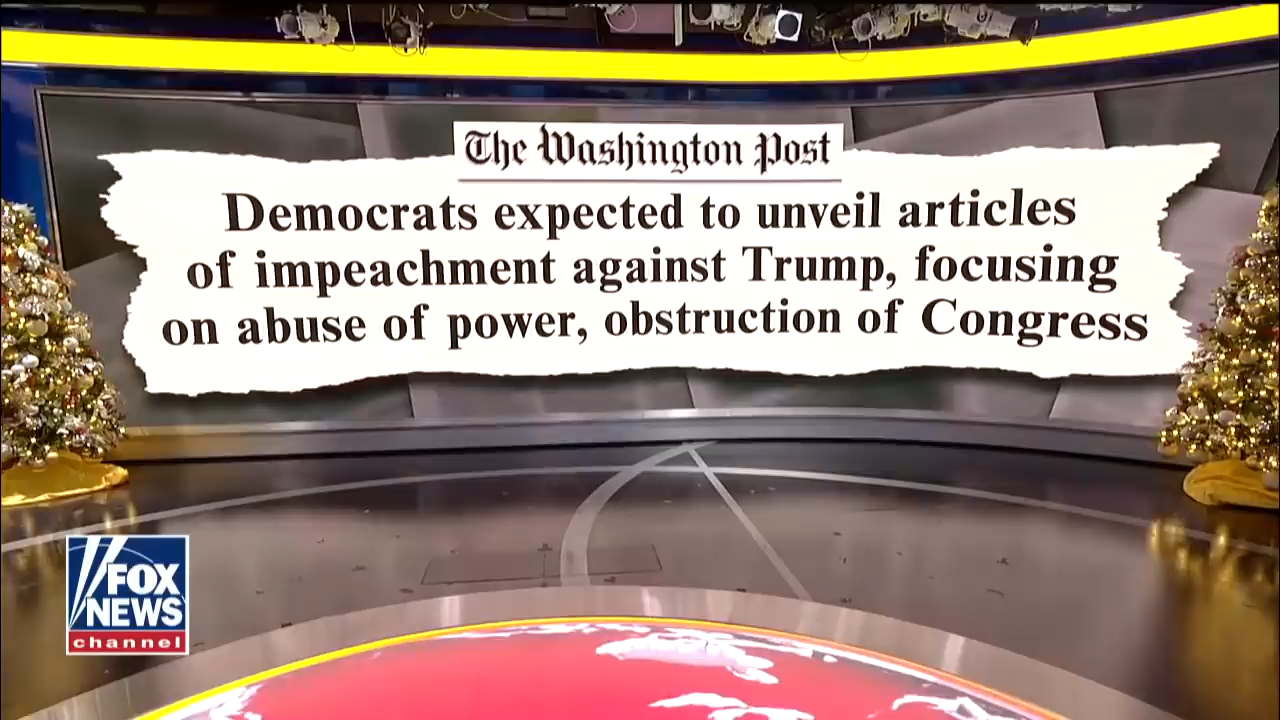 The Washington Post
Democrats expected to unveil articles
of impeachment against Trump, focusing
on abuse of power, obstruction of Congress
FOX
NEWS
channel